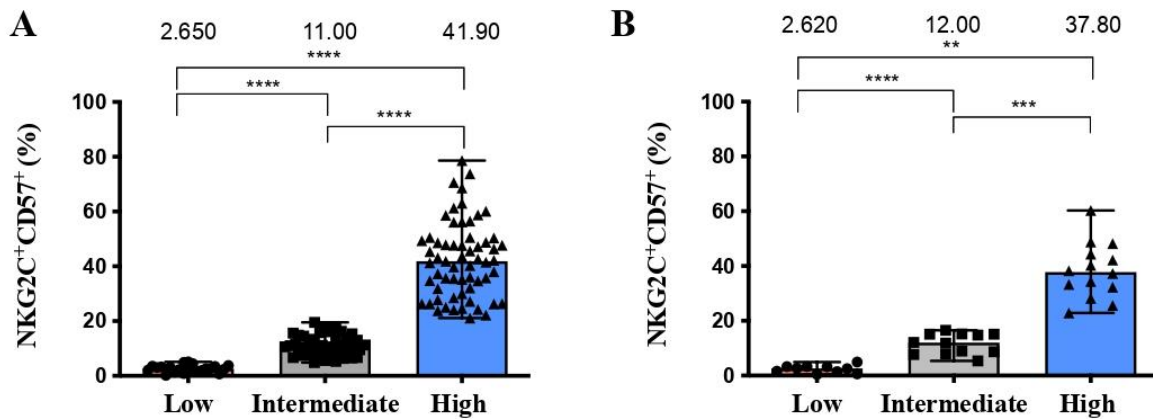 A
2.650 11.00 41.90
****
****
****
NKG2C+CD57+ (%)
100
80
60
40
20
0
Low Intermediate High
B
2.620 12.00 37.80
**
****
***
NKG2C+CD57+ (%)
100
80
60
40
20
0
Low Intermediate High